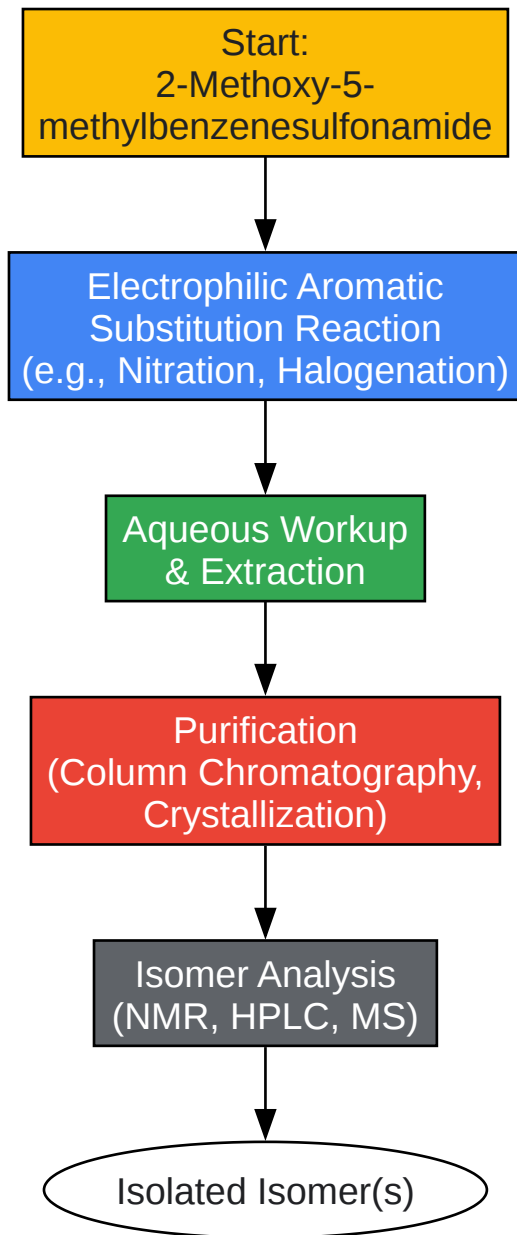 Start:
2-Methoxy-5-
methylbenzenesulfonamide
Electrophilic Aromatic
Substitution Reaction
(e.g., Nitration, Halogenation)
Aqueous Workup
& Extraction
Purification
(Column Chromatography,
Crystallization)
Isomer Analysis
(NMR, HPLC, MS)
Isolated Isomer(s)